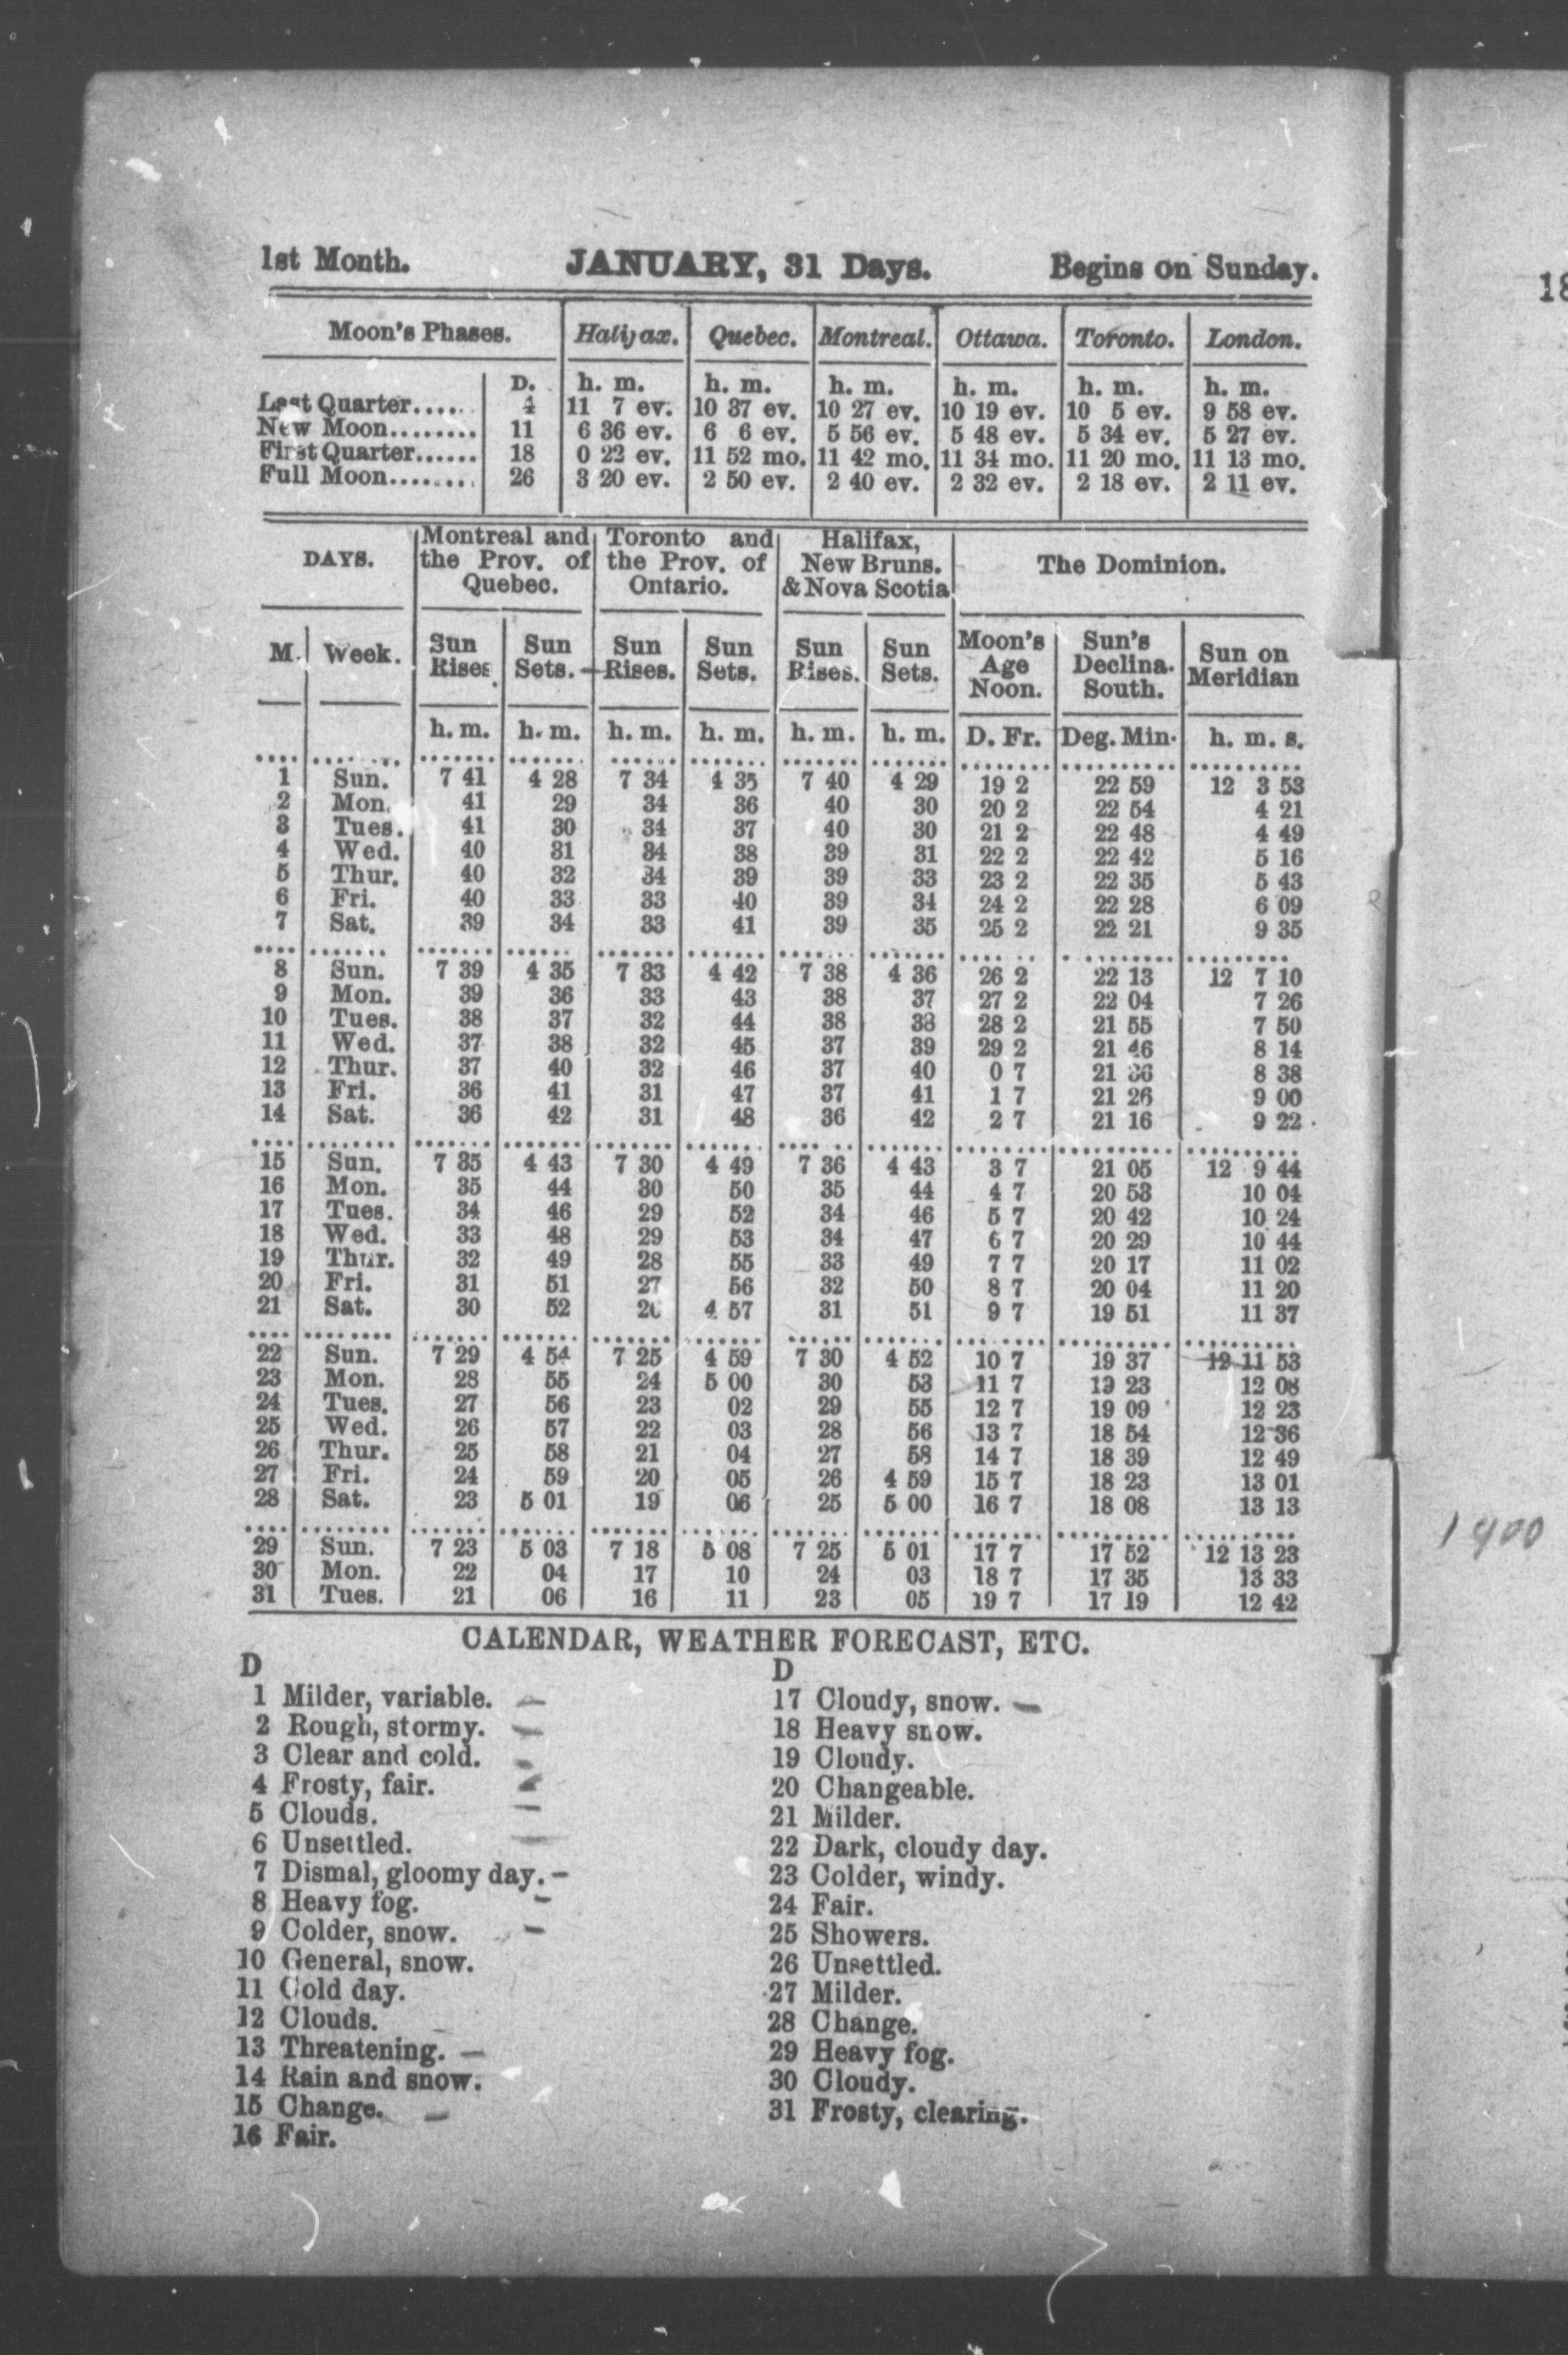 1st Month. JANUARY, 31 Days. Begins on Sunday.
Moon's Phases. Halifax. Quebec. Montreal. Ottawa. Toronto. London.
D. h. m. h. m. h. m. h. m. h. m. h. m.
Last Quarter...... 4 11 7 ev. 10 37 ev. 10 27 ev. 10 19 ev. 10 5 ev. 9 58 ev.
New Moon........ 11 6 36 ev. 6 6 ev. 5 56 ev. 5 48 ev. 5 34 ev. 5 27 ev.
First Quarter...... 18 0 22 ev. 11 52 mo. 11 42 mo. 11 34 mo. 11 20 mo. 11 13 mo.
Full Moon........ 26 3 20 ev. 2 50 ev. 2 40 ev. 2 32 ev. 2 18 ev. 2 11 ev.
DAYS. Montreal and the Prov. of Quebec. Toronto and the Prov. of Ontario. Halifax, New Bruns. & Nova Scotia The Dominion.
M. Week. Sun Rises Sun Sets. Sun Rises. Sun Sets. Sun Rises. Sun Sets. Moon's Age Noon. Sun's Declina. South. Sun on Meridian
h. m. h. m. h. m. h. m. h. m. h. m. D. Fr. Deg. Min. h. m. s.
1 Sun. 7 41 4 28 7 34 4 35 7 40 4 29 19 2 22 59 12 3 53
2 Mon. 41 29 34 36 40 30 20 2 22 54 4 21
3 Tues. 41 30 34 37 40 30 21 2 22 48 4 49
4 Wed. 40 31 34 38 39 31 22 2 22 42 5 16
5 Thur. 40 32 34 39 39 33 23 2 22 35 5 43
6 Fri. 40 33 33 40 39 34 24 2 22 28 6 09
7 Sat. 39 34 33 41 39 35 25 2 22 21 9 35
8 Sun. 7 39 4 35 7 33 4 42 7 38 4 36 26 2 22 13 12 7 10
9 Mon. 39 36 33 43 38 37 27 2 22 04 7 26
10 Tues. 38 37 32 44 38 38 28 2 21 55 7 50
11 Wed. 37 38 32 45 37 39 29 2 21 46 8 14
12 Thur. 37 40 32 46 37 40 0 7 21 36 8 38
13 Fri. 36 41 31 47 37 41 1 7 21 26 9 00
14 Sat. 36 42 31 48 36 42 2 7 21 16 9 22
15 Sun. 7 35 4 43 7 30 4 49 7 36 4 43 3 7 21 05 12 9 44
16 Mon. 35 44 30 50 35 44 4 7 20 53 10 04
17 Tues. 34 46 29 52 34 46 5 7 20 42 10 24
18 Wed. 33 48 29 53 34 47 6 7 20 29 10 44
19 Thur. 32 49 28 55 33 49 7 7 20 17 11 02
20 Fri. 31 51 27 56 32 50 8 7 20 04 11 20
21 Sat. 30 52 26 4 57 31 51 9 7 19 51 11 37
22 Sun. 7 29 4 54 7 25 4 59 7 30 4 52 10 7 19 37 12 11 53
23 Mon. 28 55 24 5 00 30 53 11 7 19 23 12 08
24 Tues. 27 56 23 02 29 55 12 7 19 09 12 23
25 Wed. 26 57 22 03 28 56 13 7 18 54 12 36
26 Thur. 25 58 21 04 27 58 14 7 18 39 12 49
27 Fri. 24 59 20 05 26 4 59 15 7 18 23 13 01
28 Sat. 23 5 01 19 06 25 5 00 16 7 18 08 13 13
29 Sun. 7 23 5 03 7 18 5 08 7 25 5 01 17 7 17 52 12 13 23
30 Mon. 22 04 17 10 24 03 18 7 17 35 13 33
31 Tues. 21 06 16 11 23 05 19 7 17 19 12 42
CALENDAR, WEATHER FORECAST, ETC.
D
1 Milder, variable.
2 Rough, stormy.
3 Clear and cold.
4 Frosty, fair.
5 Clouds.
6 Unsettled.
7 Dismal, gloomy day.
8 Heavy fog.
9 Colder, snow.
10 General, snow.
11 Cold day.
12 Clouds.
13 Threatening.
14 Rain and snow.
15 Change.
16 Fair.
D
17 Cloudy, snow.
18 Heavy snow.
19 Cloudy.
20 Changeable.
21 Milder.
22 Dark, cloudy day.
23 Colder, windy.
24 Fair.
25 Showers.
26 Unsettled.
27 Milder.
28 Change.
29 Heavy fog.
30 Cloudy.
31 Frosty, clearing.
1900